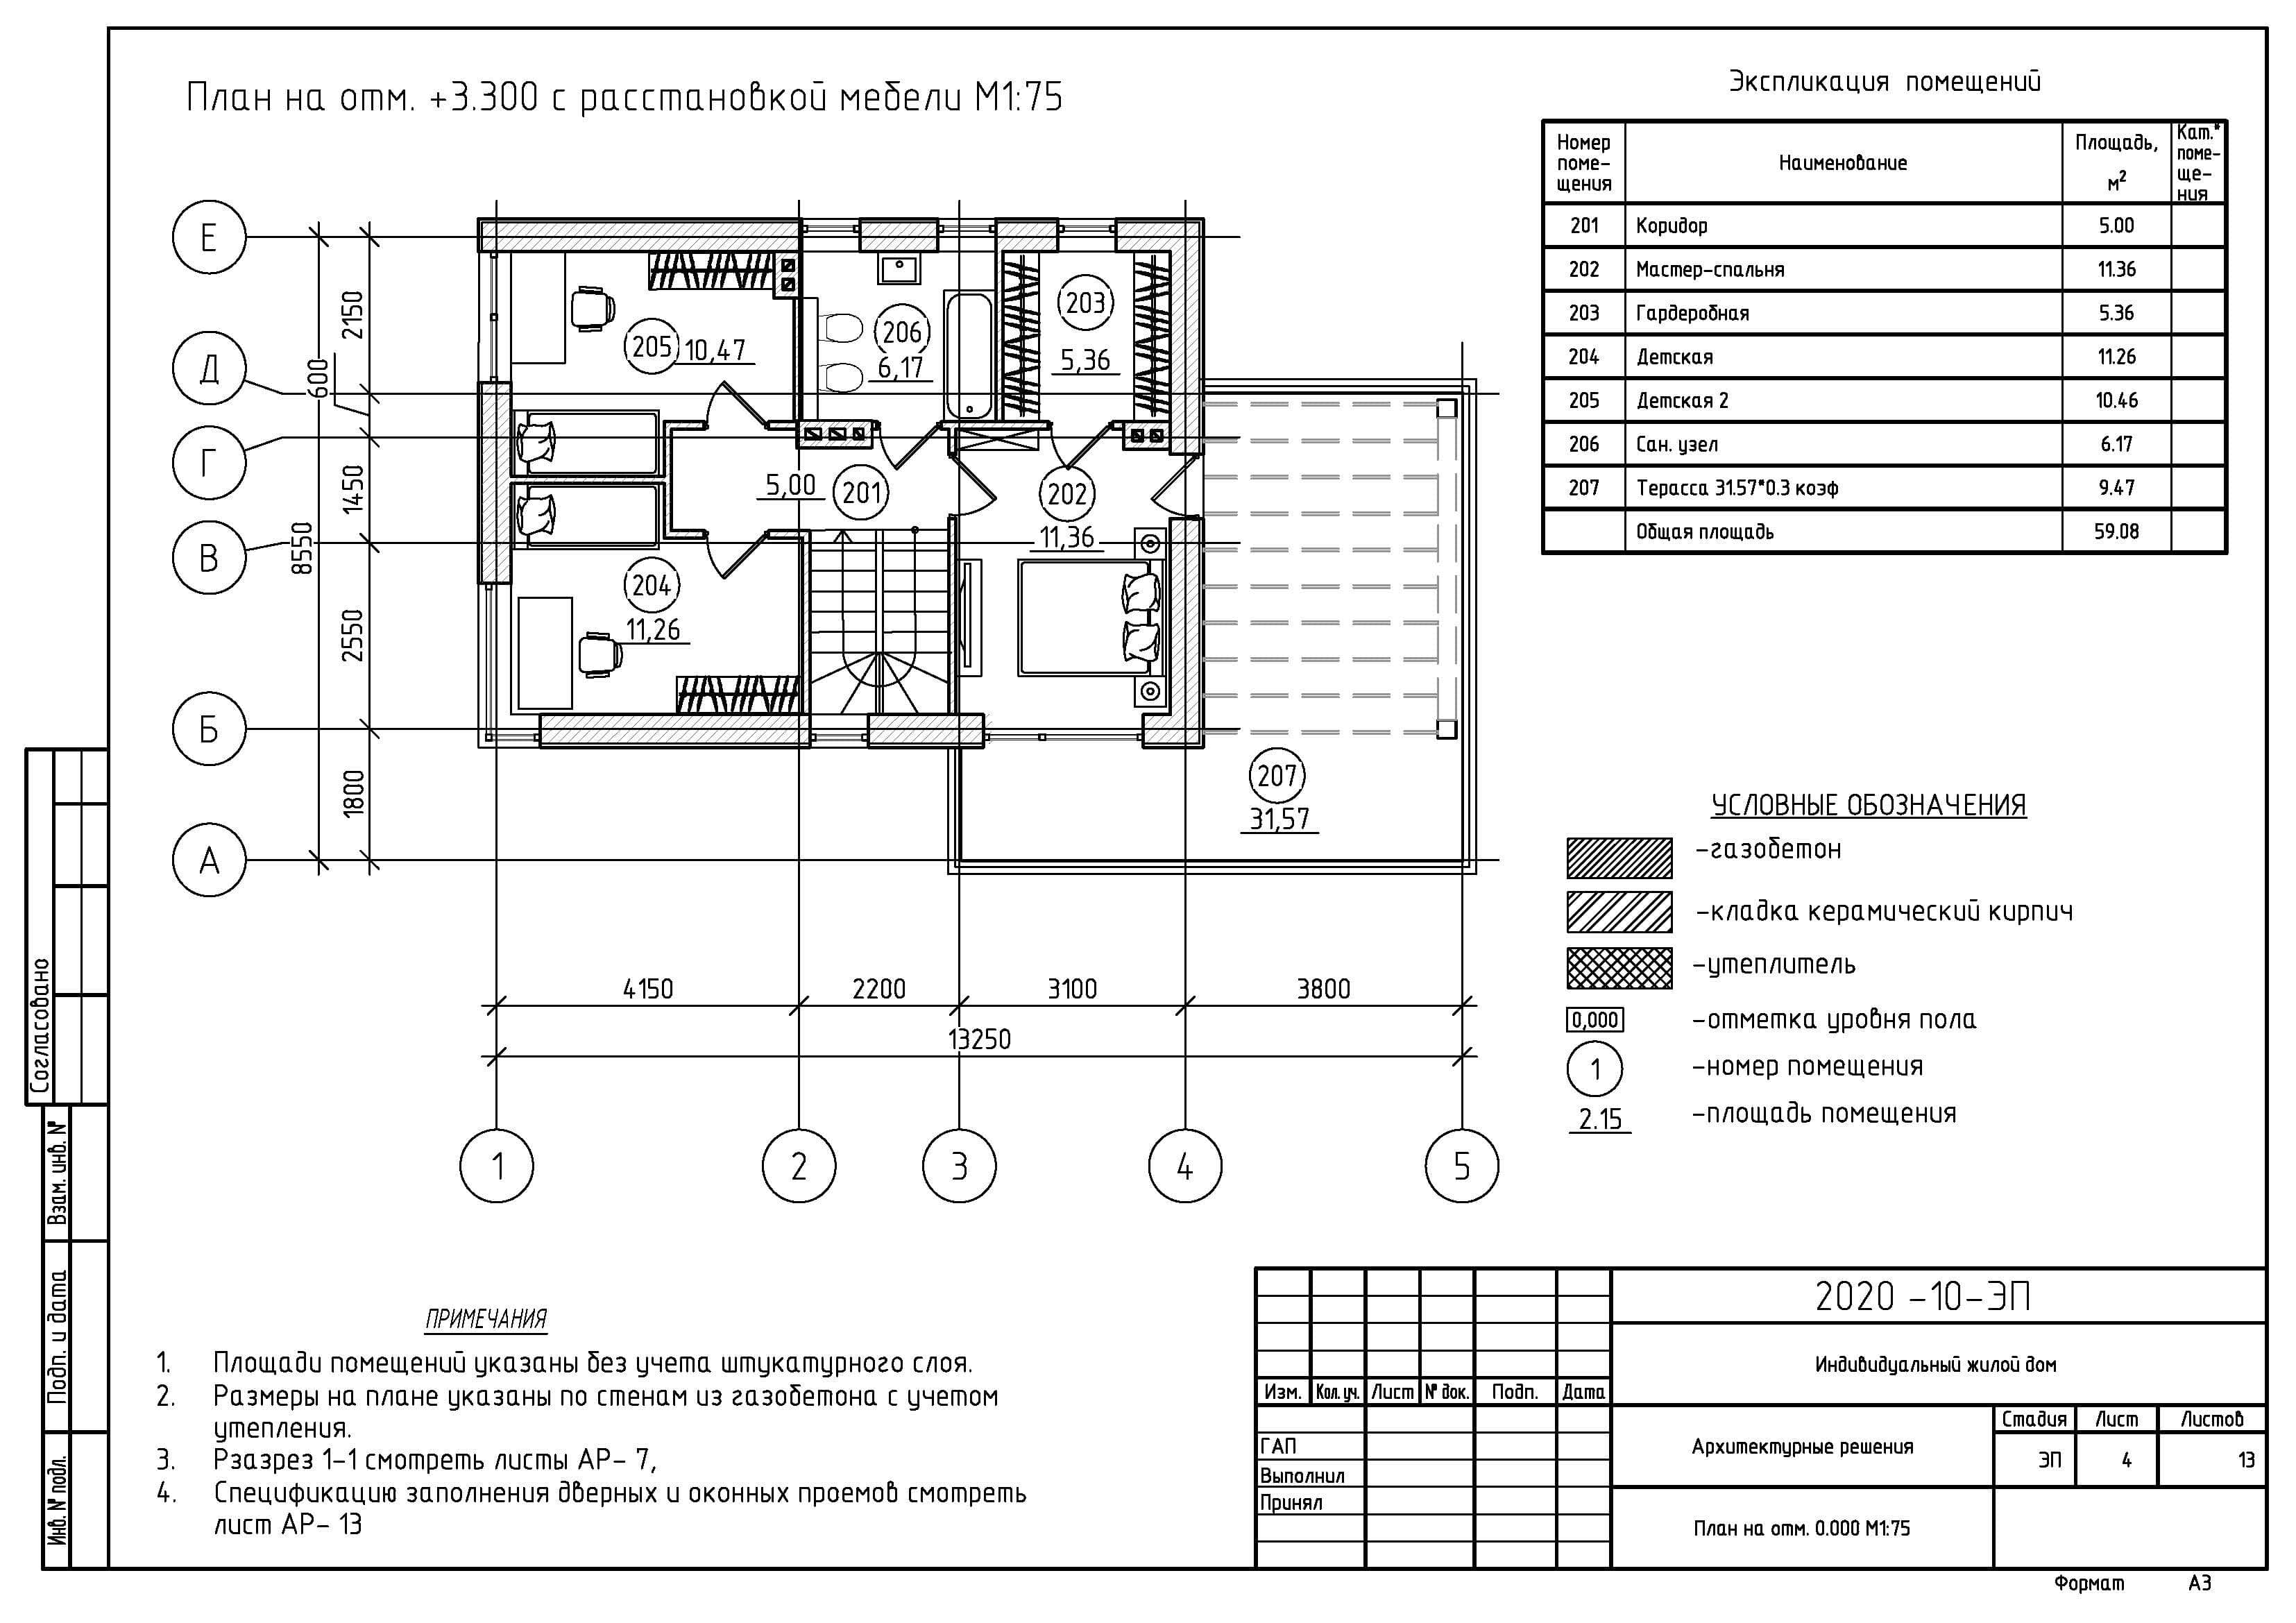 План на отм. +3.300 с расстановкой мебели М1:75
Экспликация помещений
Номер поме-щения
Наименование
Площадь, м²
Кат.* поме-ще-ния
201 Коридор 5.00
202 Мастер-спальня 11.36
203 Гардеробная 5.36
204 Детская 11.26
205 Детская 2 10.46
206 Сан. узел 6.17
207 Терасса 31.57*0.3 коэф 9.47
Общая площадь 59.08
Е
Д
Г
В
Б
А
2150
600
1450
8550
2550
1800
205 10,47
206
6,17
203
5,36
5,00 201
202
11,36
204
11,26
207
31,57
4150 2200 3100 3800
13250
1 2 3 4 5
УСЛОВНЫЕ ОБОЗНАЧЕНИЯ
-газобетон
-кладка керамический кирпич
-утеплитель
0,000 -отметка уровня пола
1 -номер помещения
2.15 -площадь помещения
ПРИМЕЧАНИЯ
1. Площади помещений указаны без учета штукатурного слоя.
2. Размеры на плане указаны по стенам из газобетона с учетом
утепления.
3. Рзазрез 1-1 смотреть листы АР- 7,
4. Спецификацию заполнения дверных и оконных проемов смотреть
лист АР- 13
Согласовано
Взам. инв. №
Подп. и дата
Инв. № подл.
2020 -10-ЭП
Индивидуальный жилой дом
Изм. Кол. уч. Лист № док. Подп. Дата
ГАП
Выполнил
Принял
Архитектурные решения
Стадия Лист Листов
ЭП 4 13
План на отм. 0.000 М1:75
Формат А3